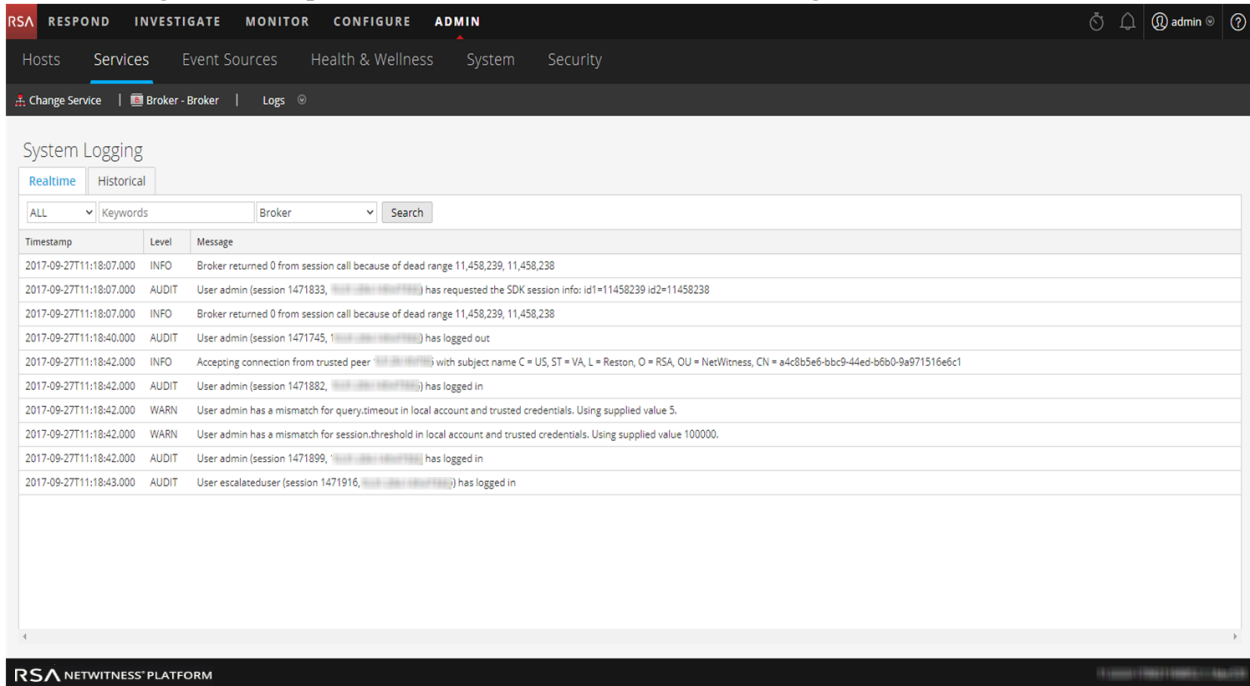 RSA RESPOND INVESTIGATE MONITOR CONFIGURE ADMIN admin
Hosts Services Event Sources Health & Wellness System Security
Change Service | Broker - Broker | Logs
System Logging
Realtime Historical
ALL Keywords Broker Search
Timestamp Level Message
2017-09-27T11:18:07.000 INFO Broker returned 0 from session call because of dead range 11,458,239, 11,458,238
2017-09-27T11:18:07.000 AUDIT User admin (session 1471833, ) has requested the SDK session info: id1=11458239 id2=11458238
2017-09-27T11:18:07.000 INFO Broker returned 0 from session call because of dead range 11,458,239, 11,458,238
2017-09-27T11:18:40.000 AUDIT User admin (session 1471745, ) has logged out
2017-09-27T11:18:42.000 INFO Accepting connection from trusted peer with subject name C = US, ST = VA, L = Reston, O = RSA, OU = NetWitness, CN = a4c8b5e6-bbc9-44ed-b6b0-9a971516e6c1
2017-09-27T11:18:42.000 AUDIT User admin (session 1471882, ) has logged in
2017-09-27T11:18:42.000 WARN User admin has a mismatch for query.timeout in local account and trusted credentials. Using supplied value 5.
2017-09-27T11:18:42.000 WARN User admin has a mismatch for session.threshold in local account and trusted credentials. Using supplied value 100000.
2017-09-27T11:18:42.000 AUDIT User admin (session 1471899, has logged in
2017-09-27T11:18:43.000 AUDIT User escalateduser (session 1471916, ) has logged in
RSA NETWITNESS® PLATFORM